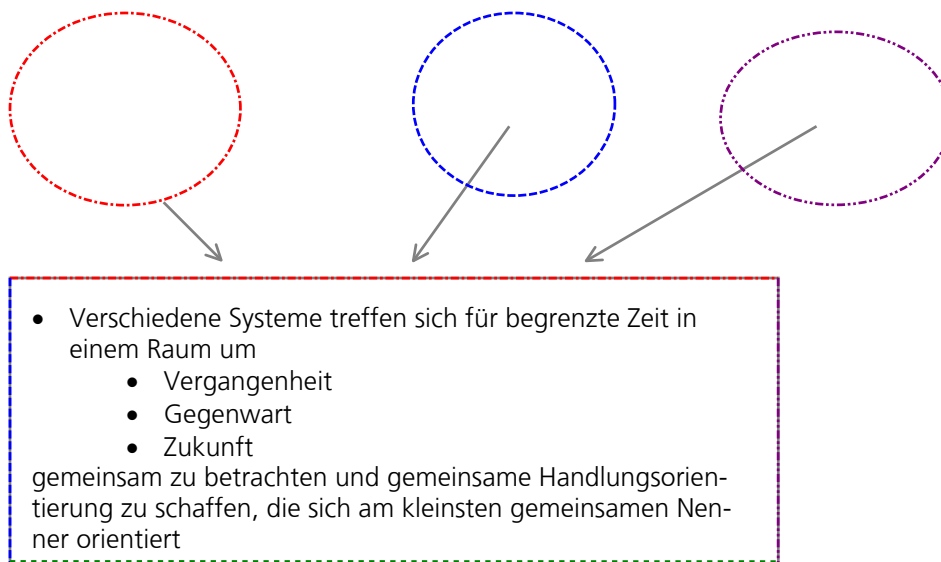 • Verschiedene Systeme treffen sich für begrenzte Zeit in
einem Raum um
• Vergangenheit
• Gegenwart
• Zukunft
gemeinsam zu betrachten und gemeinsame Handlungsorien-
tierung zu schaffen, die sich am kleinsten gemeinsamen Nen-
ner orientiert